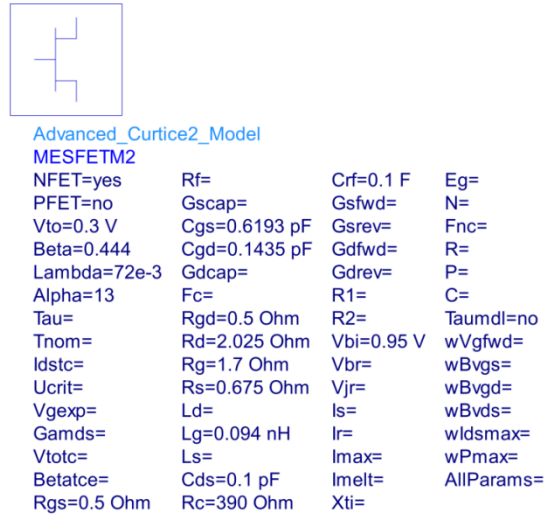 Advanced_Curtice2_Model
MESFETM2
NFET=yes Rf= Crf=0.1 F Eg=
PFET=no Gscap= Gsfwd= N=
Vto=0.3 V Cgs=0.6193 pF Gsrev= Fnc=
Beta=0.444 Cgd=0.1435 pF Gdfwd= R=
Lambda=72e-3 Gdcap= Gdrev= P=
Alpha=13 Fc= R1= C=
Tau= Rgd=0.5 Ohm R2= Taumdl=no
Tnom= Rd=2.025 Ohm Vbi=0.95 V wVgfwd=
Idstc= Rg=1.7 Ohm Vbr= wBvgs=
Ucrit= Rs=0.675 Ohm Vjr= wBvgd=
Vgexp= Ld= Is= wBvds=
Gamds= Lg=0.094 nH Ir= wIdsmax=
Vtotc= Ls= Imax= wPmax=
Betatce= Cds=0.1 pF Imelt= AllParams=
Rgs=0.5 Ohm Rc=390 Ohm Xti=